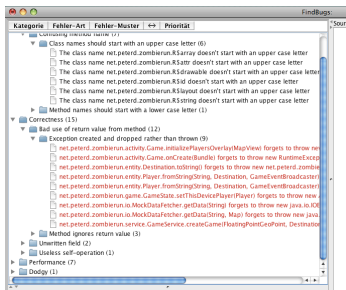 FindBugs:
Kategorie Fehler-Art Fehler-Muster ↔ Priorität
Confusing method name (7)
Class names should start with an upper case letter (6)
The class name net.peterd.zombierun.R$array doesn't start with an upper case letter
The class name net.peterd.zombierun.R$attr doesn't start with an upper case letter
The class name net.peterd.zombierun.R$drawable doesn't start with an upper case letter
The class name net.peterd.zombierun.R$id doesn't start with an upper case letter
The class name net.peterd.zombierun.R$layout doesn't start with an upper case letter
The class name net.peterd.zombierun.R$string doesn't start with an upper case letter
Method names should start with a lower case letter (1)
Correctness (15)
Bad use of return value from method (12)
Exception created and dropped rather than thrown (9)
net.peterd.zombierun.activity.Game.initializePlayersOverlay(MapView) forgets to throw new
net.peterd.zombierun.activity.Game.onCreate(Bundle) forgets to throw new RuntimeExcep
net.peterd.zombierun.entity.Destination.toString() forgets to throw new net.peterd.zombie
net.peterd.zombierun.entity.Player.fromString(String, Destination, GameEventBroadcaster)
net.peterd.zombierun.entity.Player.fromString(String, Destination, GameEventBroadcaster)
net.peterd.zombierun.game.GameState.setThisDevicePlayer(Player) forgets to throw new
net.peterd.zombierun.io.MockDataFetcher.getData(String) forgets to throw new java.io.IOE
net.peterd.zombierun.io.MockDataFetcher.getData(String, Map) forgets to throw new java.
net.peterd.zombierun.service.GameService.createGame(FloatingPointGeoPoint, Destination
Method ignores return value (3)
Unwritten field (2)
Useless self-operation (1)
Performance (7)
Dodgy (1)